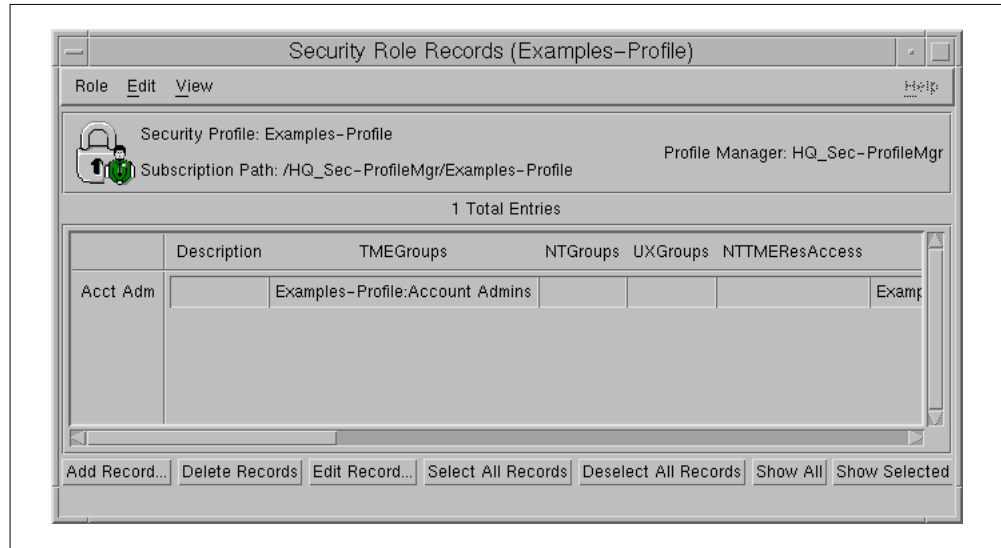 Security Role Records (Examples-Profile)
Role Edit View Help
Security Profile: Examples-Profile
Subscription Path: /HQ_Sec-ProfileMgr/Examples-Profile
Profile Manager: HQ_Sec-ProfileMgr
1 Total Entries
Description TMEGroups NTGroups UXGroups NTTMEResAccess
Acct Adm Examples-Profile:Account Admins Examp
Add Record... Delete Records Edit Record... Select All Records Deselect All Records Show All Show Selected